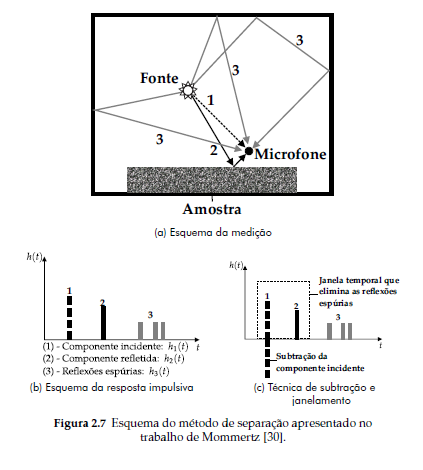 3
Fonte
3
1
3
2
Microfone
Amostra
(a) Esquema da medição
h(t)
1
2
3
(1) - Componente incidente: h₁(t)
t
(2) - Componente refletida: h₂(t)
(3) - Reflexões espúrias: h₃(t)
(b) Esquema da resposta impulsiva
h(t)
Janela temporal que
elimina as reflexões
espúrias
1
2
3
t
Subtração da
componente incidente
(c) Técnica de subtração e
janelamento
Figura 2.7 Esquema do método de separação apresentado no
trabalho de Mommertz [30].